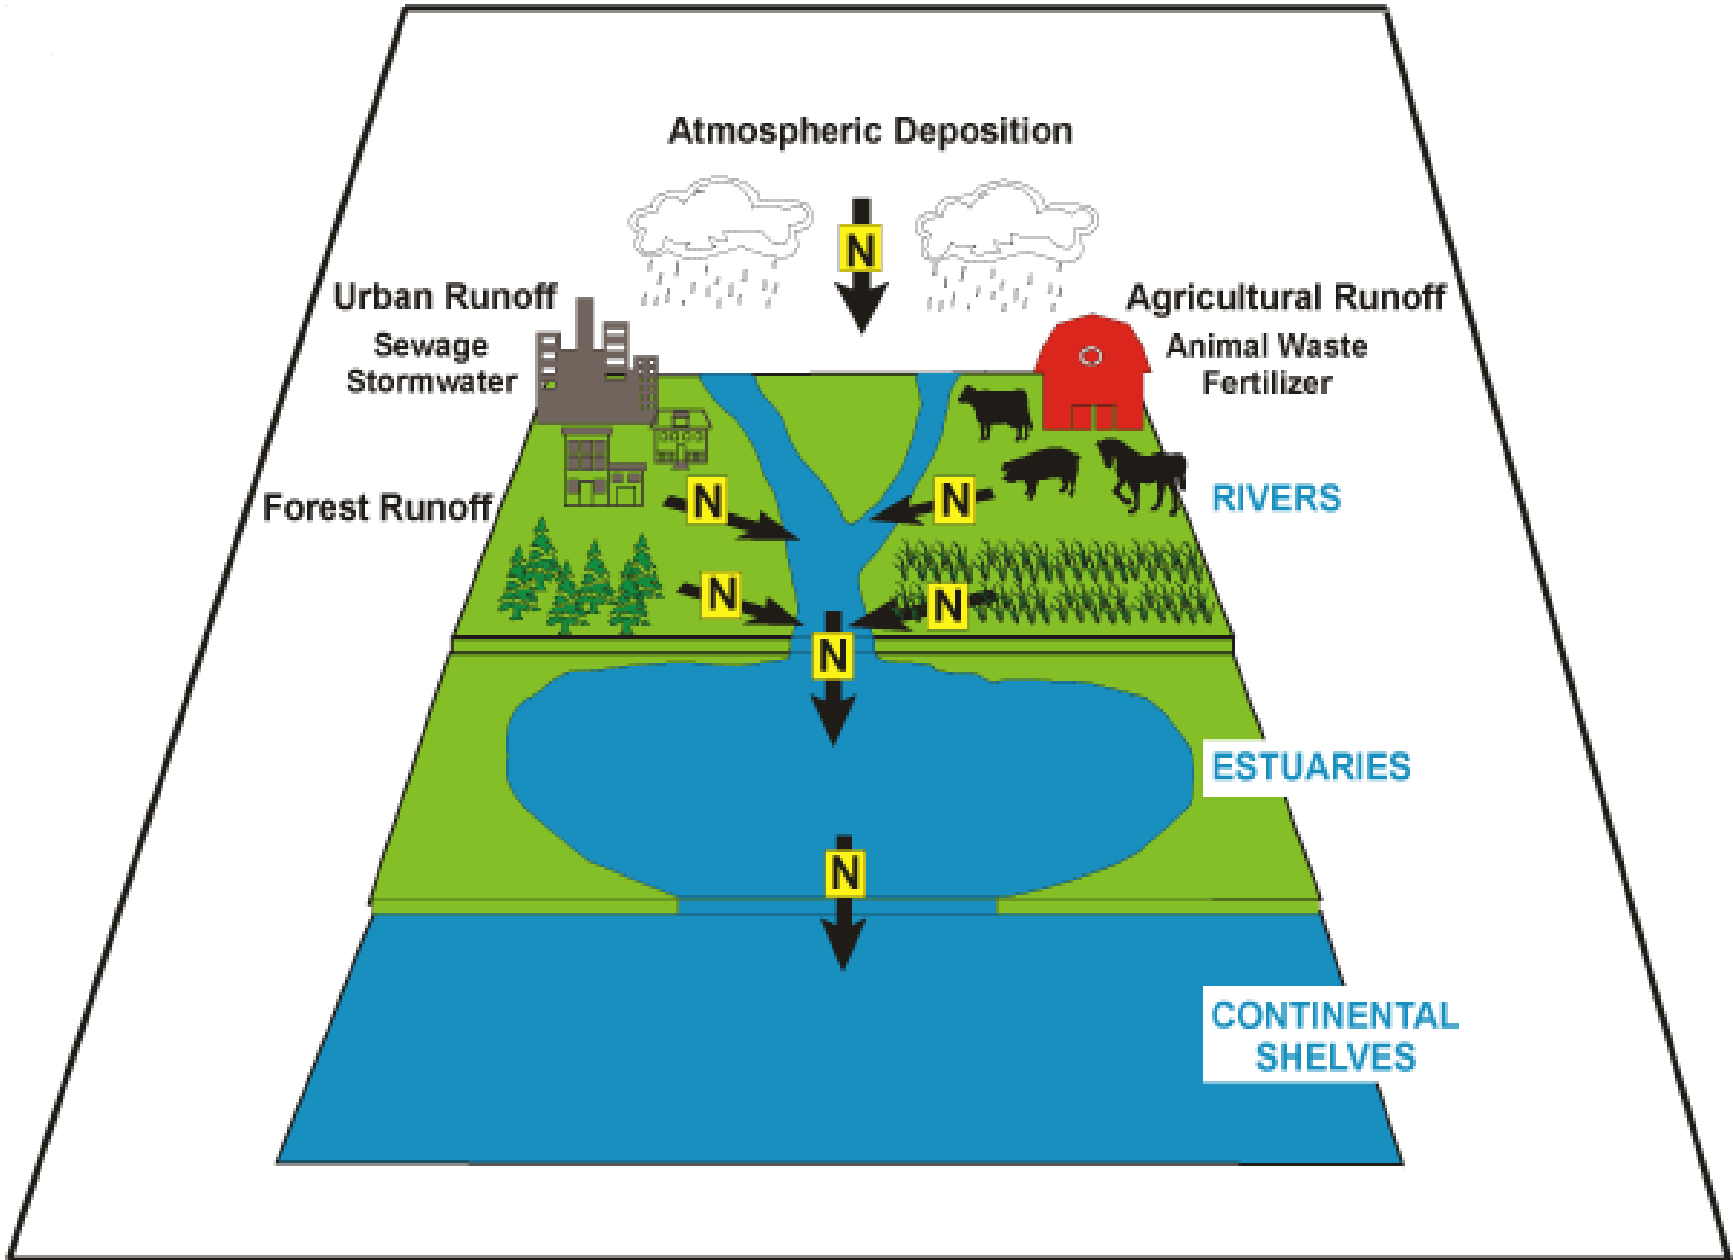 Atmospheric Deposition
N
Urban Runoff
Sewage
Stormwater
Agricultural Runoff
Animal Waste
Fertilizer
Forest Runoff
N
N
RIVERS
N
N
N
ESTUARIES
N
CONTINENTAL
SHELVES